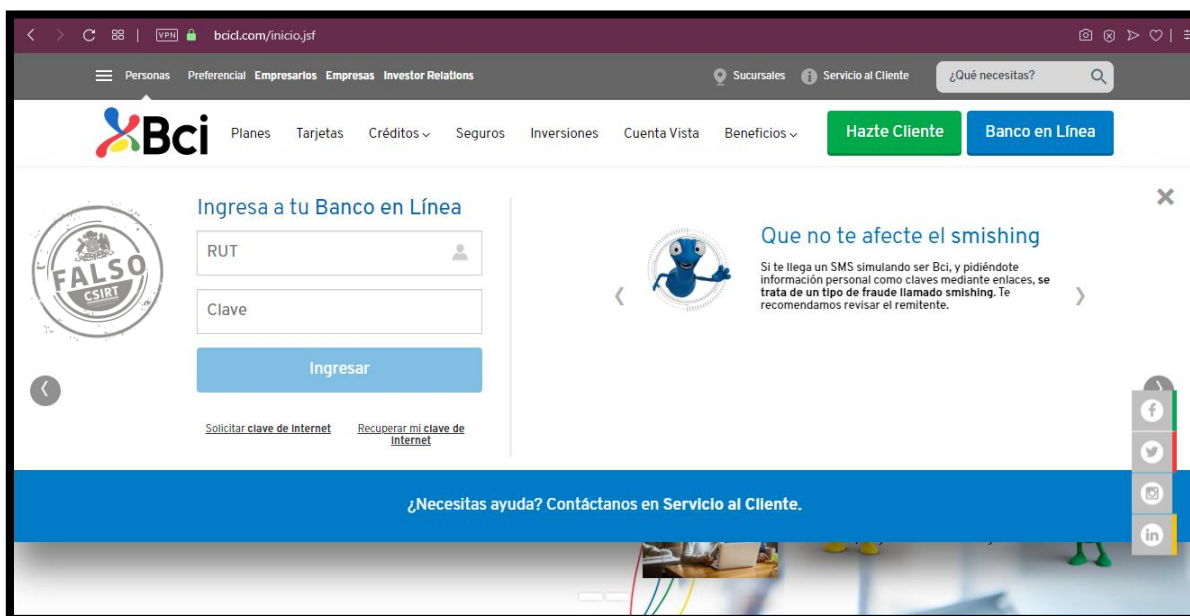 VPN bcicl.com/inicio.jsf
Personas Preferencial Empresarios Empresas Investor Relations Sucursales Servicio al Cliente ¿Qué necesitas?
Bci Planes Tarjetas Créditos Seguros Inversiones Cuenta Vista Beneficios Hazte Cliente Banco en Línea
FALSO
CSIRT
Ingresa a tu Banco en Línea
RUT
Clave
Ingresar
Solicitar clave de Internet
Recuperar mi clave de
Internet
Que no te afecte el smishing
Si te llega un SMS simulando ser Bci, y pidiéndote
información personal como claves mediante enlaces, se
trata de un tipo de fraude llamado smishing. Te
recomendamos revisar el remitente.
f
in
¿Necesitas ayuda? Contáctanos en Servicio al Cliente.